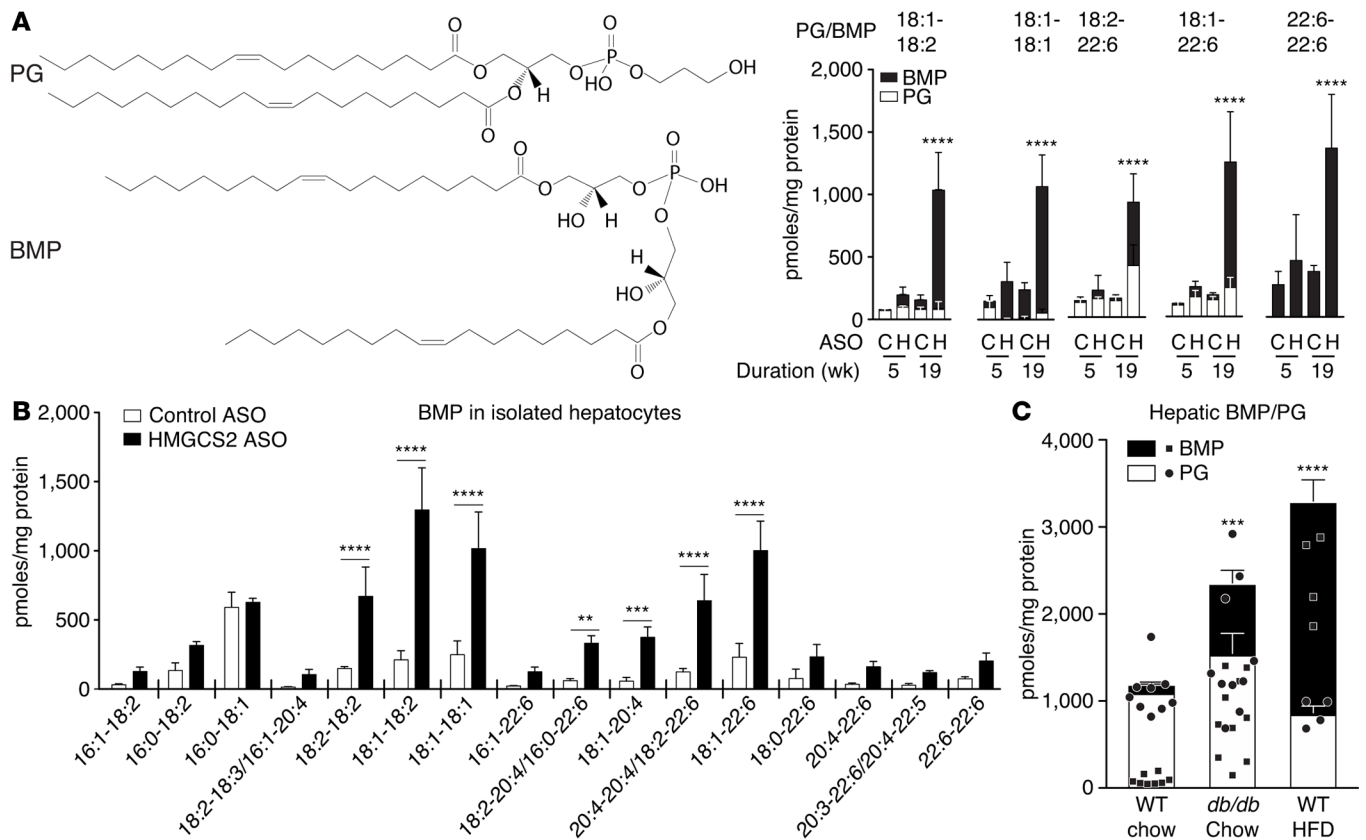 A
PG
BMP
O
O
O
O
P
HO
O
O
H
OH
O
O
O
HO
H
O
O
P
OH
O
H
HO
O
O
PG/BMP
18:1-
18:2
18:1-
18:1
18:2-
22:6
18:1-
22:6
22:6-
22:6
pmoles/mg protein
2,000
1,500
1,000
500
0
BMP
PG
****
****
****
****
****
ASO C H C H C H C H C H C H C H C H C H C H
Duration (wk) 5 19 5 19 5 19 5 19 5 19
B
BMP in isolated hepatocytes
Control ASO
HMGCS2 ASO
pmoles/mg protein
2,000
1,500
1,000
500
0
****
****
****
**
***
****
****
16:1-18:2
16:0-18:2
16:0-18:1
18:2-18:3/16:1-20:4
18:2-18:2
18:1-18:2
18:1-18:1
16:1-22:6
18:2-20:4/16:0-22:6
18:1-20:4
20:4-20:4/18:2-22:6
18:1-22:6
18:0-22:6
20:4-22:6
20:3-22:6/20:4-22:5
22:6-22:6
C
Hepatic BMP/PG
BMP
PG
pmoles/mg protein
4,000
3,000
2,000
1,000
0
***
****
WT
chow
db/db
Chow
WT
HFD